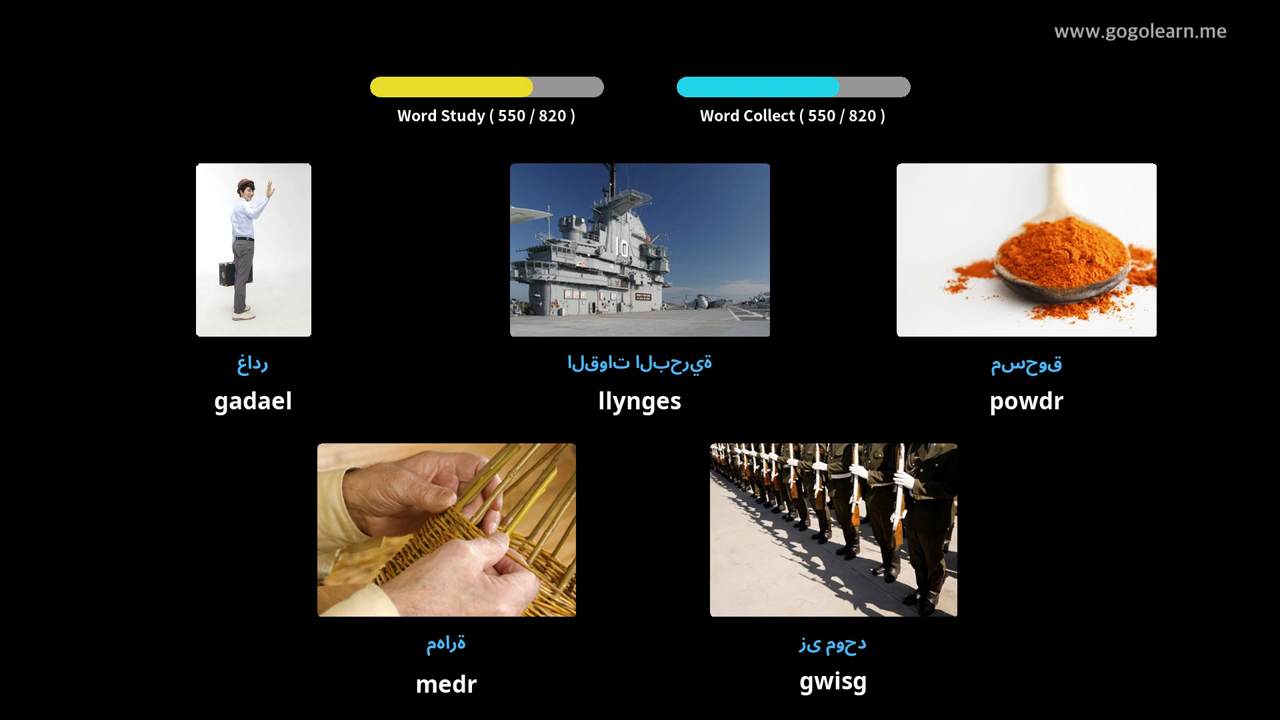 www.gogolearn.me
Word Study ( 550 / 820 )
Word Collect ( 550 / 820 )
غادر
القوات البحرية
مسحوق
gadael
llynges
powdr
مهارة
زى موحد
medr
gwisg